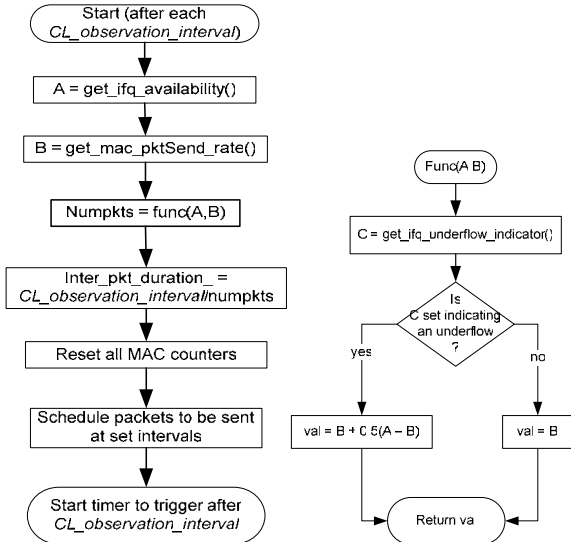 Start (after each
CL_observation_interval)
A = get_ifq_availability()
B = get_mac_pktSend_rate()
Numpkts = func(A,B)
Inter_pkt_duration_ =
CL_observation_interval/numpkts
Reset all MAC counters
Schedule packets to be sent
at set intervals
Start timer to trigger after
CL_observation_interval
Func(A B)
C = get_ifq_underflow_indicator()
Is
C set indicating
an underflow
?
yes
no
val = B + 0 5(A – B)
val = B
Return va